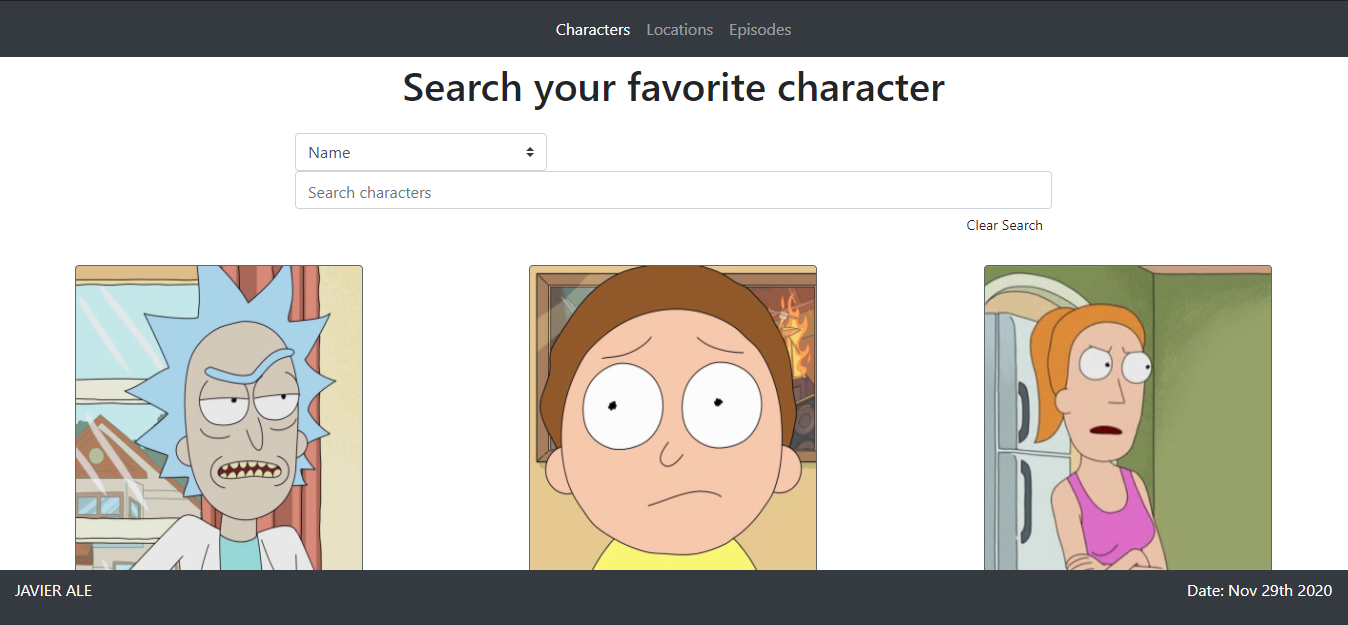 Characters Locations Episodes
Search your favorite character
Name
Search characters
Clear Search
JAVIER ALE
Date: Nov 29th 2020